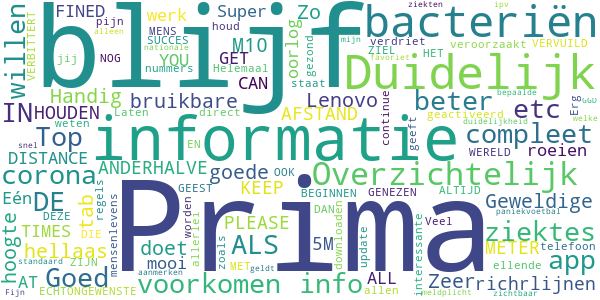 blijf
Prima
informatie
Duidelijk
bacteriën
Overzichtelijk
ziektes
voorkomen
info
compleet
corona
app
Goed
Top
DE
IN
etc
beter
ALS
Geweldige
Zeer
richtlijnen
roeien
Lenovo
Handig
bruikbare
goede
doet
mooi
tab
hoogte
hellaas
willen
FINED
werk
pijn
Super
Zo
M10
YOU
GET
CAN
oorlog
AFSTAND
HOUDEN
ANDERHALVE
DISTANCE
KEEP
PLEASE
TIMES
AT
ALL
5M
METER
Eén
VERBITTERT
SUCCES
MENS
NOG
jij
nummers
Helemaal
alleen
nationale
houd
gezond
staat
verdriet
veroorzaakt
ZIEL
mijn
favoriet
HET
ziekten
ipv
VERVUILD
bepaalde
GGD
Erg
welke
duidelijkheid
geactiveerd
continue
geeft
WERELD
Laten
direct
weten
snel
EN
GEEST
OOK
BEGINNEN
GENEZEN
ALTIJD
paniekvoetbal
DEZE
ZIJN
DIE
regels
mensenlevens
worden
allerlei
zoals
MET
DAN
downloaden
update
geldt
allen
Veel
interessante
telefoon
ellende
zichtbaar
meldplicht
aanmerken
standaard
Fijn
ECHTONGEWENSTE